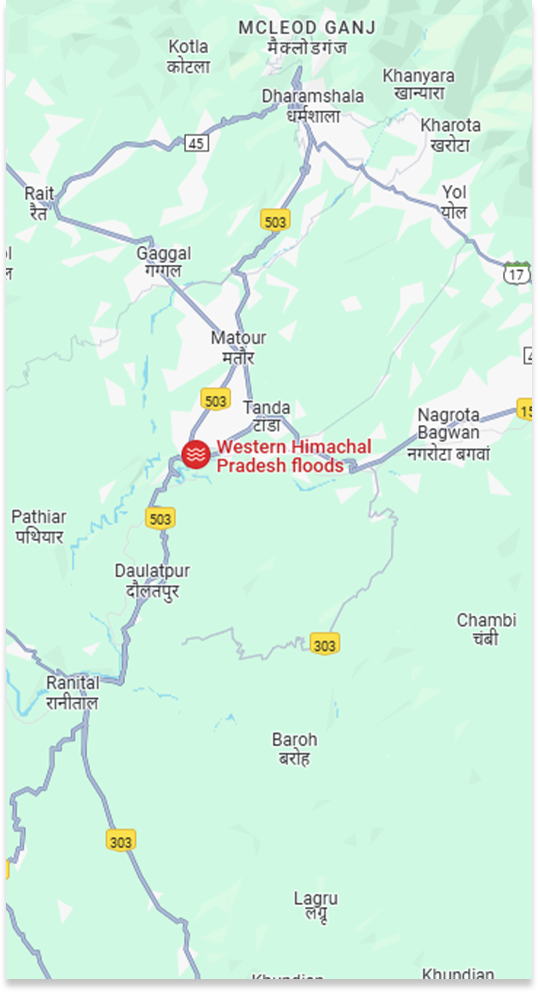 MCLEOD GANJ
मैक्लोडगंज
Kotla
कोटला
Khanyara
खान्यारा
Dharamshala
धर्मशाला
Kharota
खरोटा
45
Rait
रैत
Yol
योल
503
Gaggal
गग्गल
17
Matour
मतौर
503
Tanda
टांडा
Nagrota
Bagwan
नगरोटा बगवां
15
Western Himachal
Pradesh floods
Pathiar
पथियार
503
Daulatpur
दौलतपुर
Chambi
चंबी
303
Ranital
रानीताल
Baroh
बरोह
303
Lagru
लग्रू
Khundian
Khundian